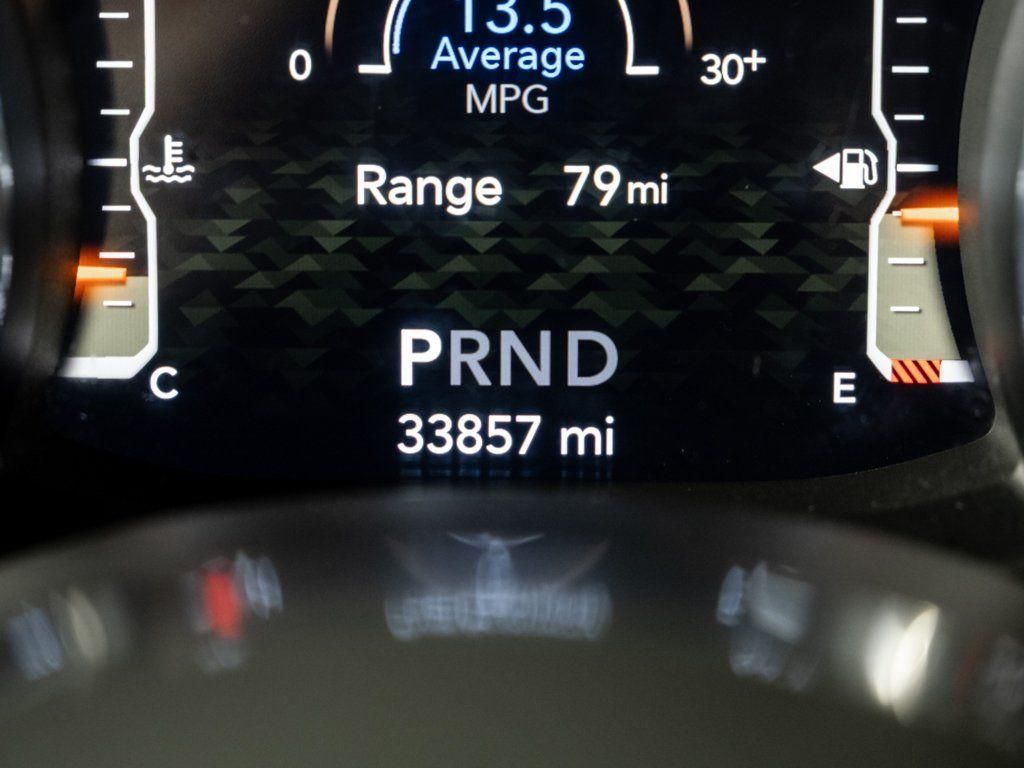 13.5
Average
0 30+
MPG
Range 79 mi
PRND
C E
33857 mi